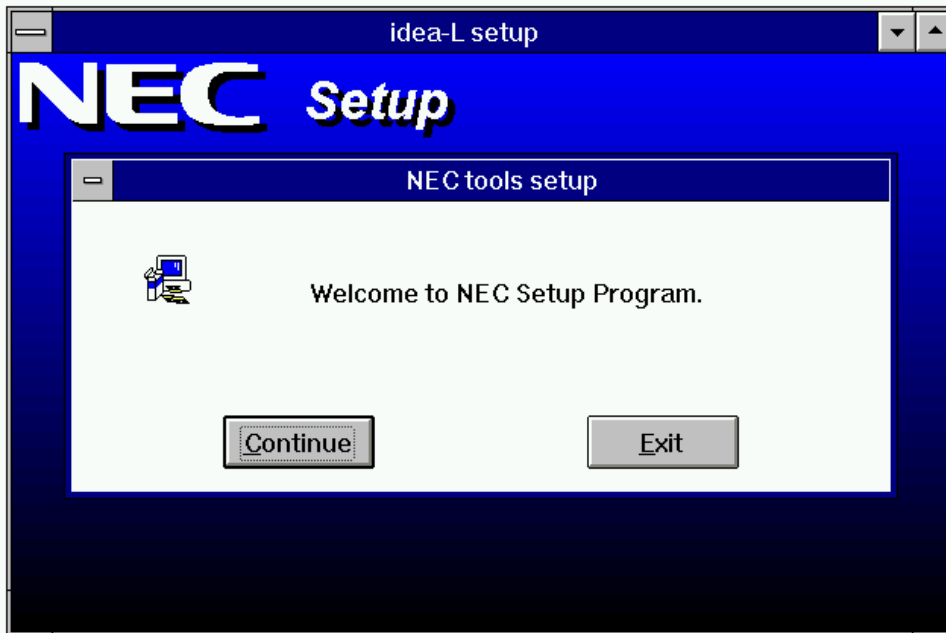 idea-L setup
NEC Setup
NEC tools setup
Welcome to NEC Setup Program.
Continue
Exit